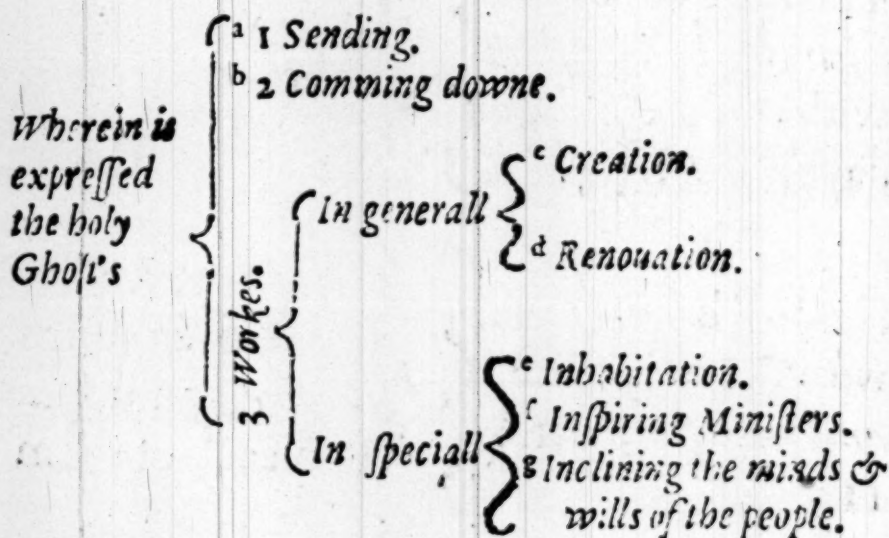 Wherein is
expreſſed
the holy
Ghoſt's
a 1 Sending.
b 2 Comming downe.
3 Workes.
In generall
c Creation.
d Renouation.
In ſpeciall
e Inhabitation.
f Inſpiring Miniſters.
g Inclining the minds &
wills of the people.